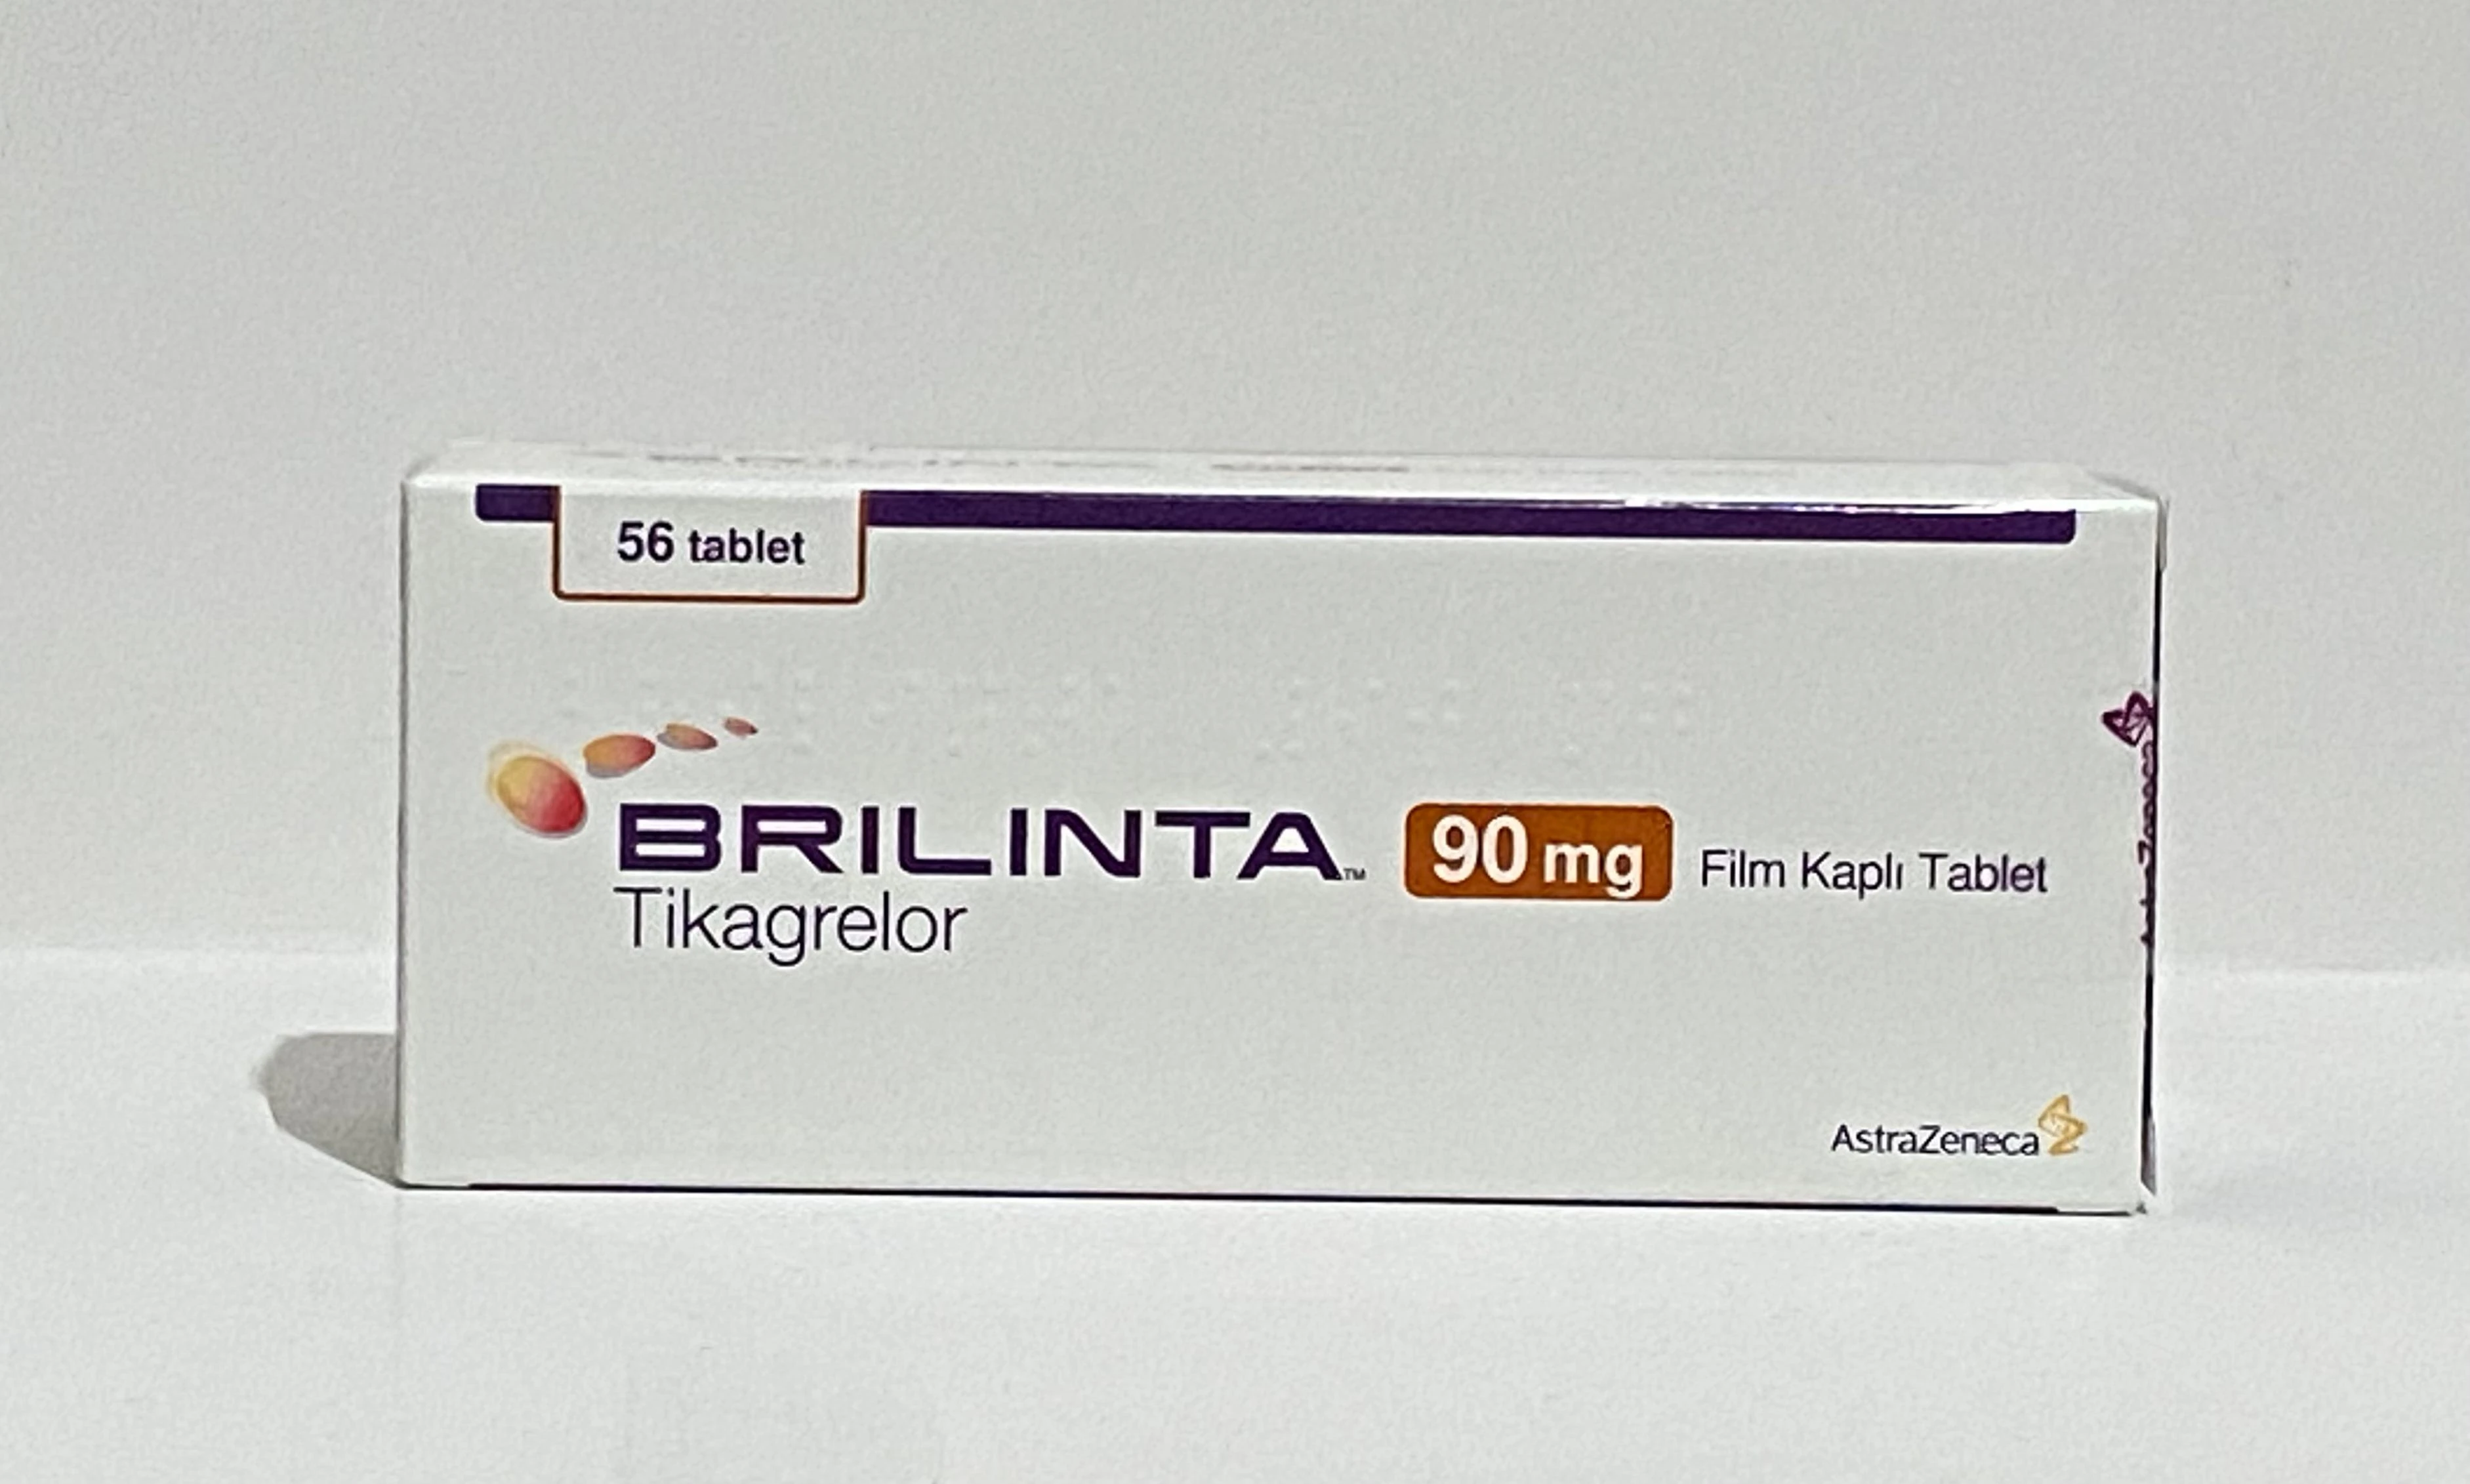 56 tablet
BRILINTA™ 90 mg Film Kaplı Tablet
Tikagrelor
AstraZeneca